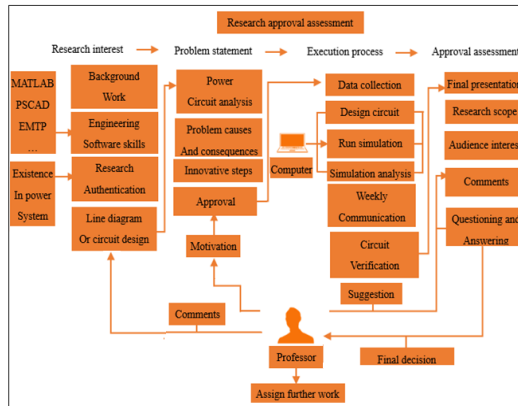 Research approval assessment
Research interest
Problem statement
Execution process
Approval assessment
MATLAB
PSCAD
EMTP
...
Existence
In power
System
Background
Work
Engineering
Software skills
Research
Authentication
Line diagram
Or circuit design
Power
Circuit analysis
Problem causes
And consequences
Innovative steps
Approval
Motivation
Computer
Data collection
Design circuit
Run simulation
Simulation analysis
Weekly
Communication
Circuit
Verification
Suggestion
Final presentation
Research scope
Audience interest
Comments
Questioning and
Answering
Comments
Professor
Final decision
Assign further work